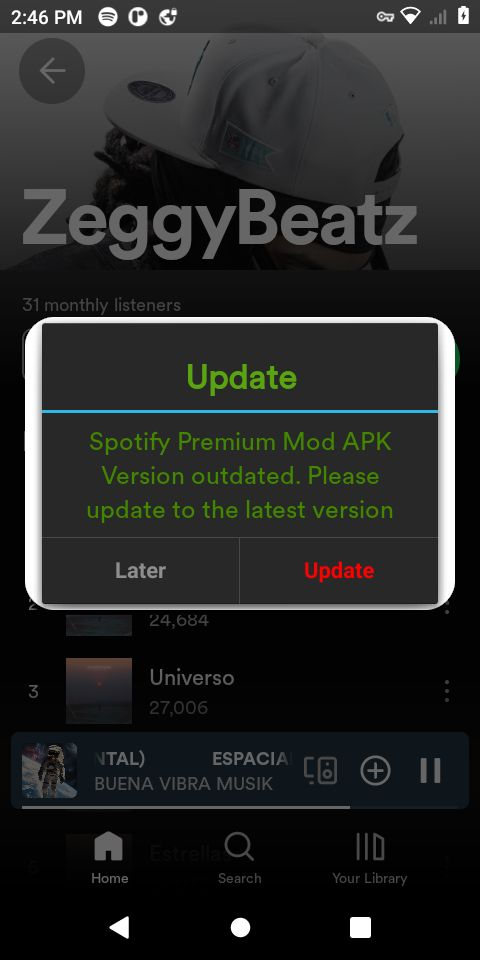 2:46 PM
ZeggyBeatz
31 monthly listeners
Update
Spotify Premium Mod APK
Version outdated. Please
update to the latest version
Later
Update
2
24,684
3
Universo
27,006
NTAL)
ESPACIA
BUENA VIBRA MUSIK
Estrellas
Home
Search
Your Library